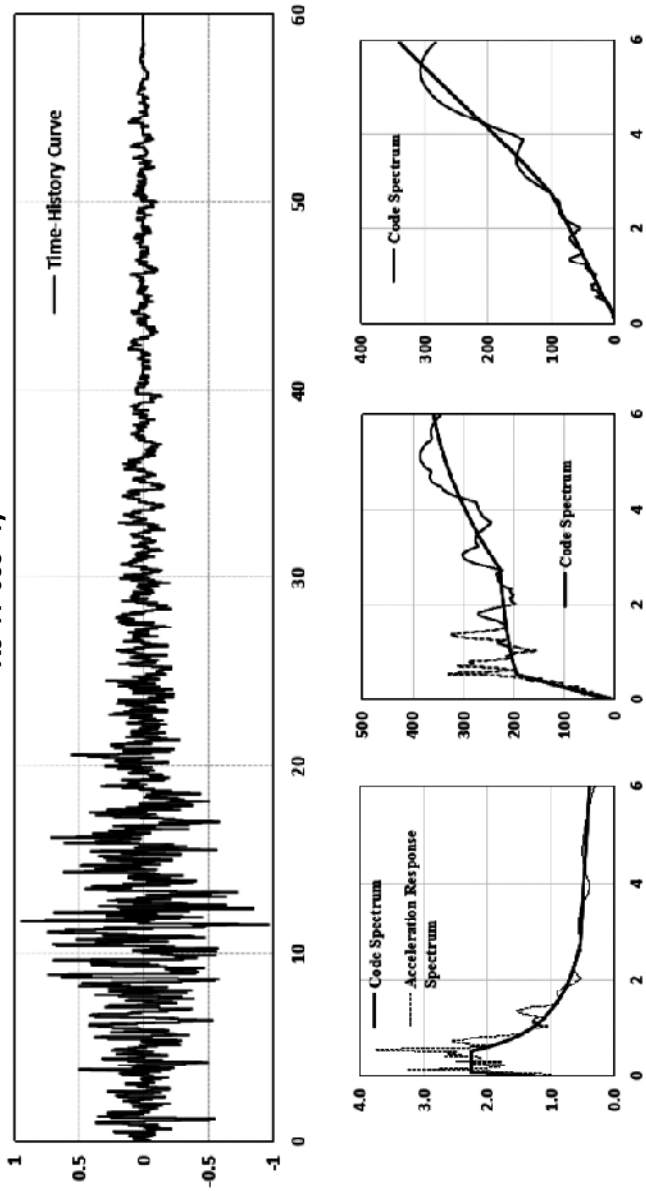 Time-History Curve
1
0.5
0
-0.5
-1
0 10 20 30 40 50 60
Code Spectrum
Acceleration Response
Spectrum
4.0
3.0
2.0
1.0
0.0
0 2 4 6
500
400
300
200
100
0
Code Spectrum
0 2 4 6
400
300
200
100
0
Code Spectrum
0 2 4 6